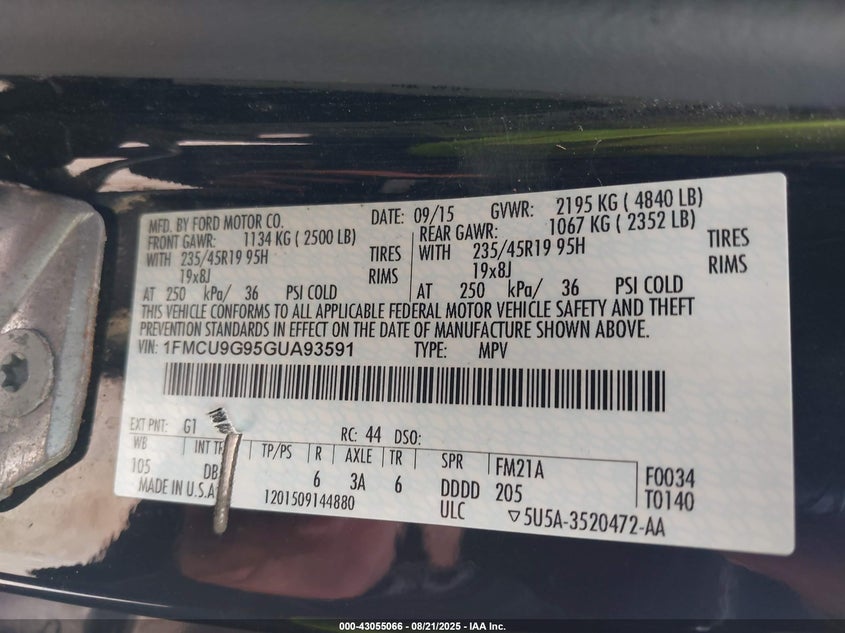 MFD. BY FORD MOTOR CO. DATE: 09/15 GVWR: 2195 KG ( 4840 LB)
FRONT GAWR: 1134 KG ( 2500 LB) REAR GAWR: 1067 KG ( 2352 LB)
WITH 235/45R19 95H TIRES WITH 235/45R19 95H TIRES
19x8J RIMS 19x8J RIMS
AT 250 kPa/ 36 PSI COLD AT 250 kPa/ 36 PSI COLD
THIS VEHICLE CONFORMS TO ALL APPLICABLE FEDERAL MOTOR VEHICLE SAFETY AND THEFT
PREVENTION STANDARDS IN EFFECT ON THE DATE OF MANUFACTURE SHOWN ABOVE.
VIN: 1FMCU9G95GUA93591 TYPE: MPV
EXT PNT: G1 RC: 44 DSO:
WB INT TR TP/PS R AXLE TR SPR FM21A F0034
105 DB 6 3A 6 DDDD 205 T0140
MADE IN U.S.A 1201509144880 ULC ▽5U5A-3520472-AA
000-43055066 - 08/21/2025 - IAA Inc.